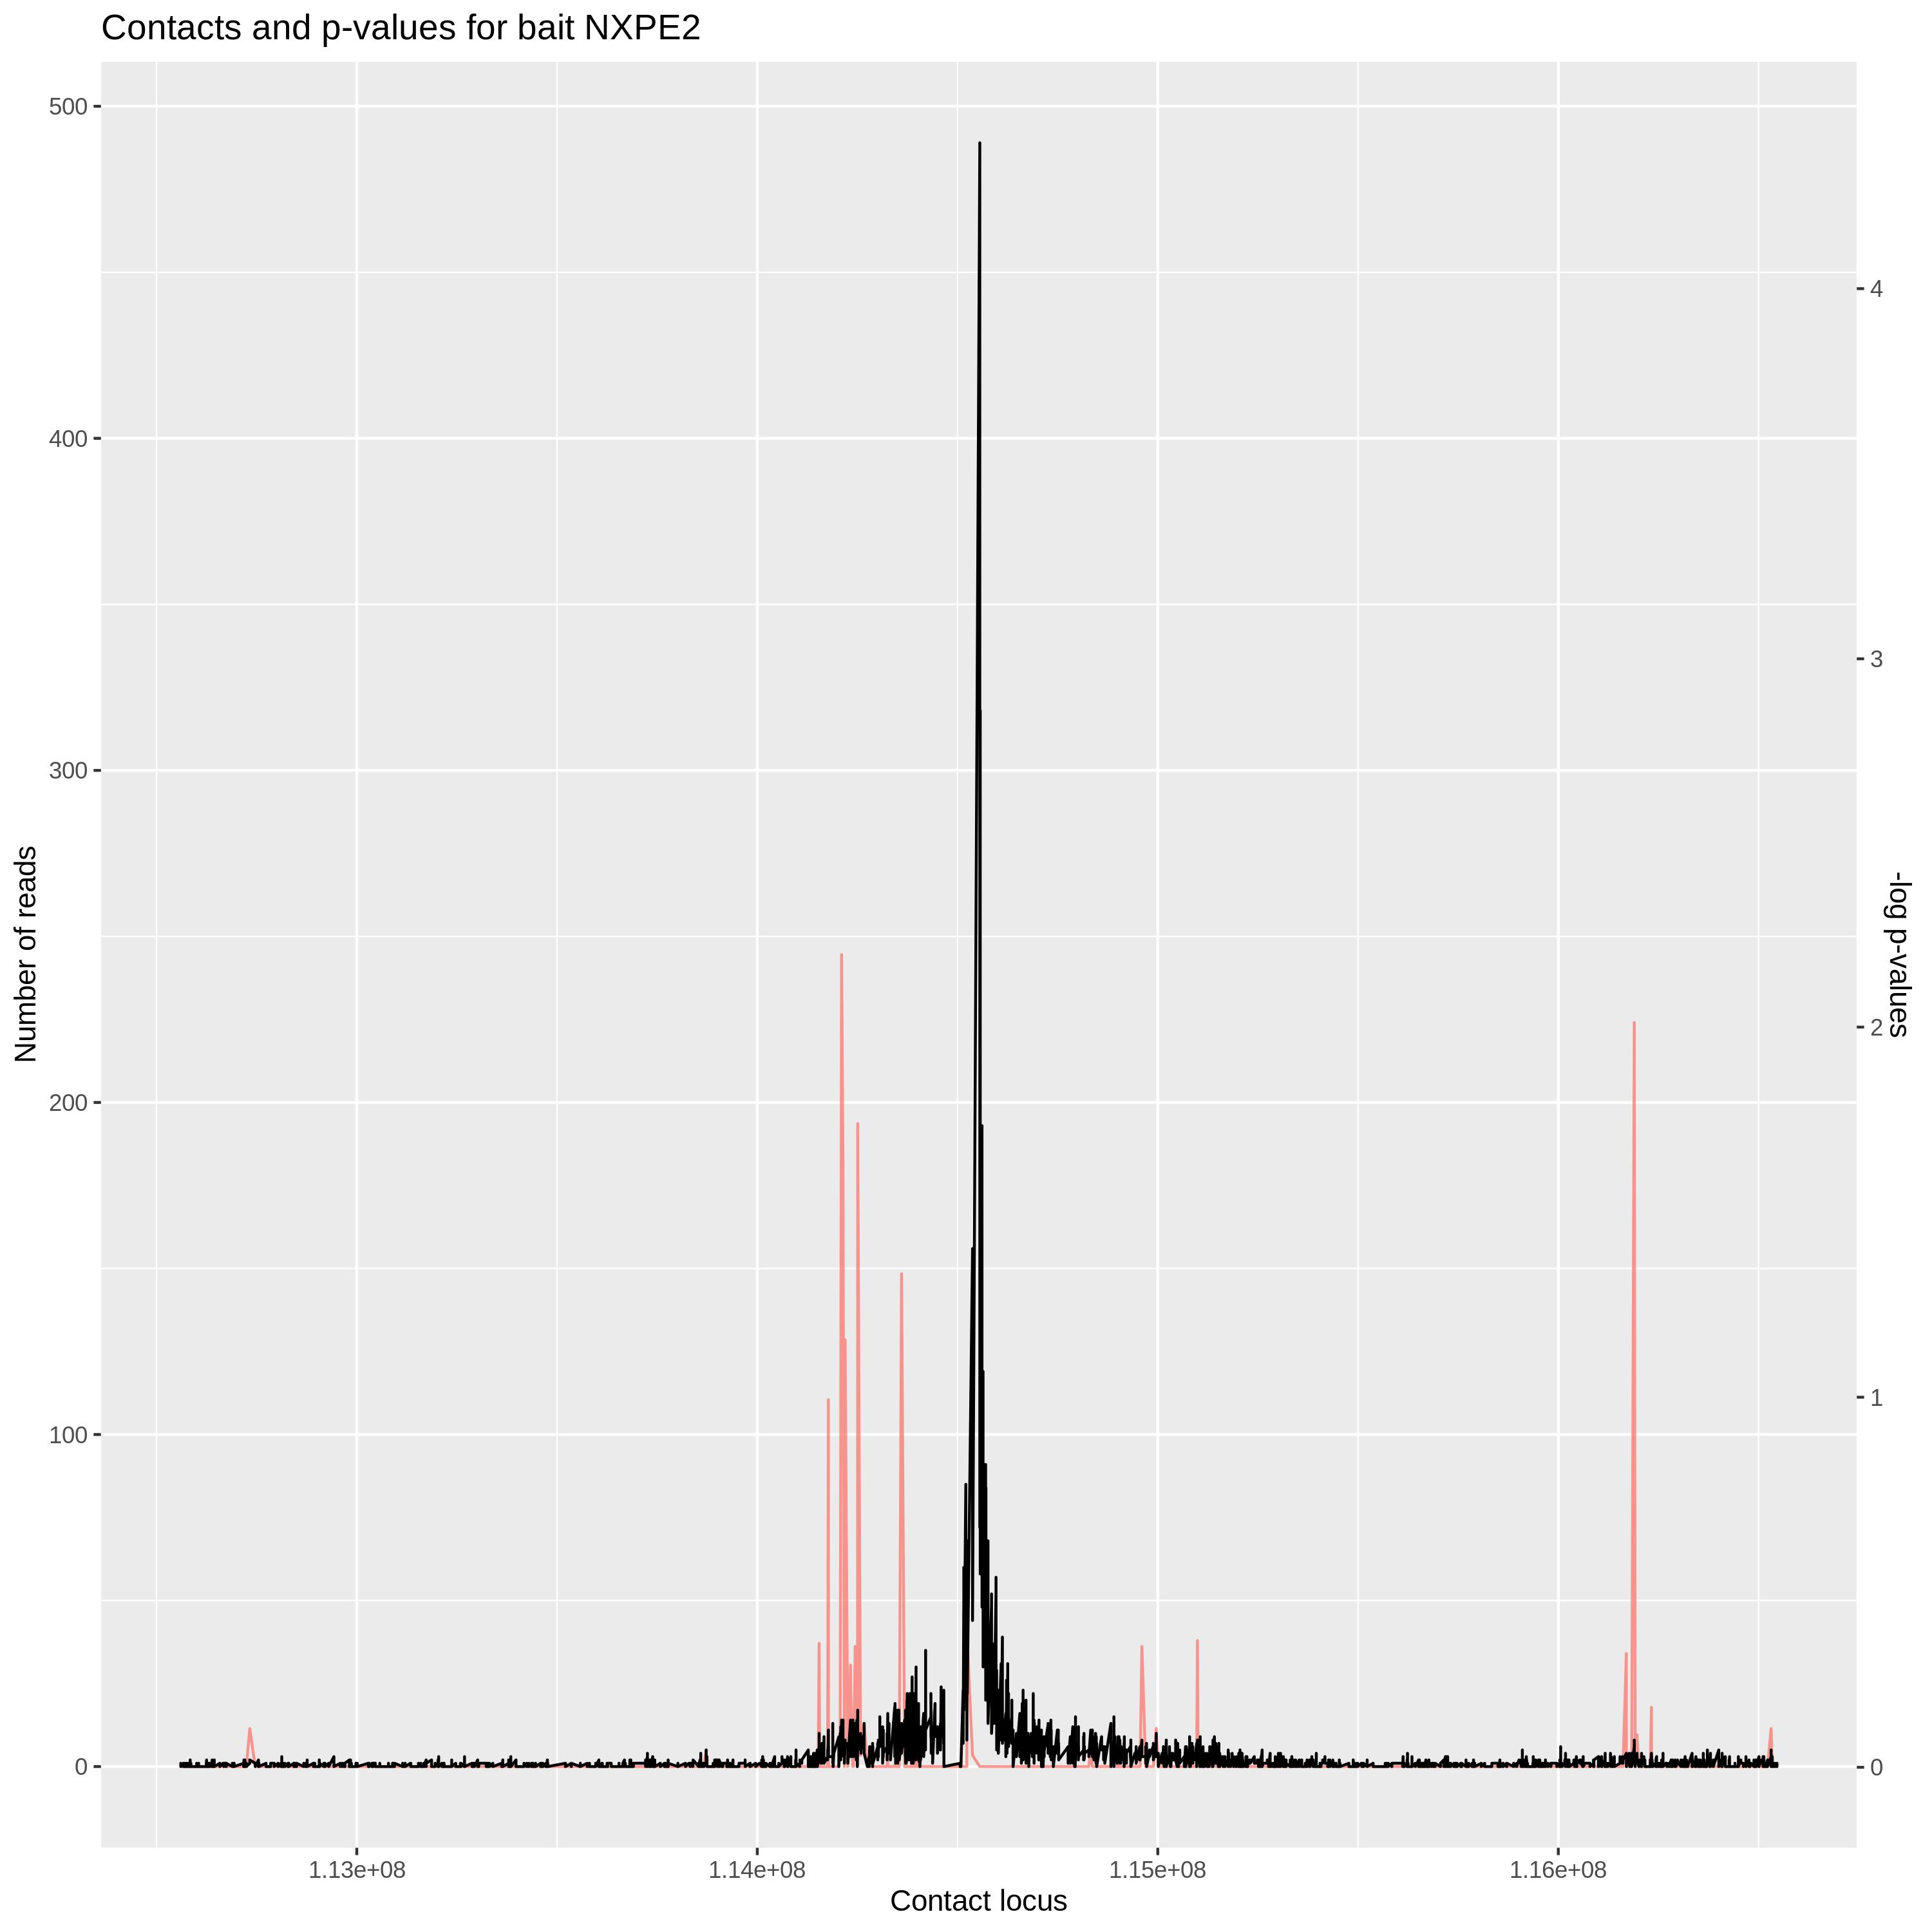 Contacts and p-values for bait NXPE2
500
400
300
200
100
0
Number of reads
4
3
2
1
0
-log p-values
1.13e+08
1.14e+08
1.15e+08
1.16e+08
Contact locus